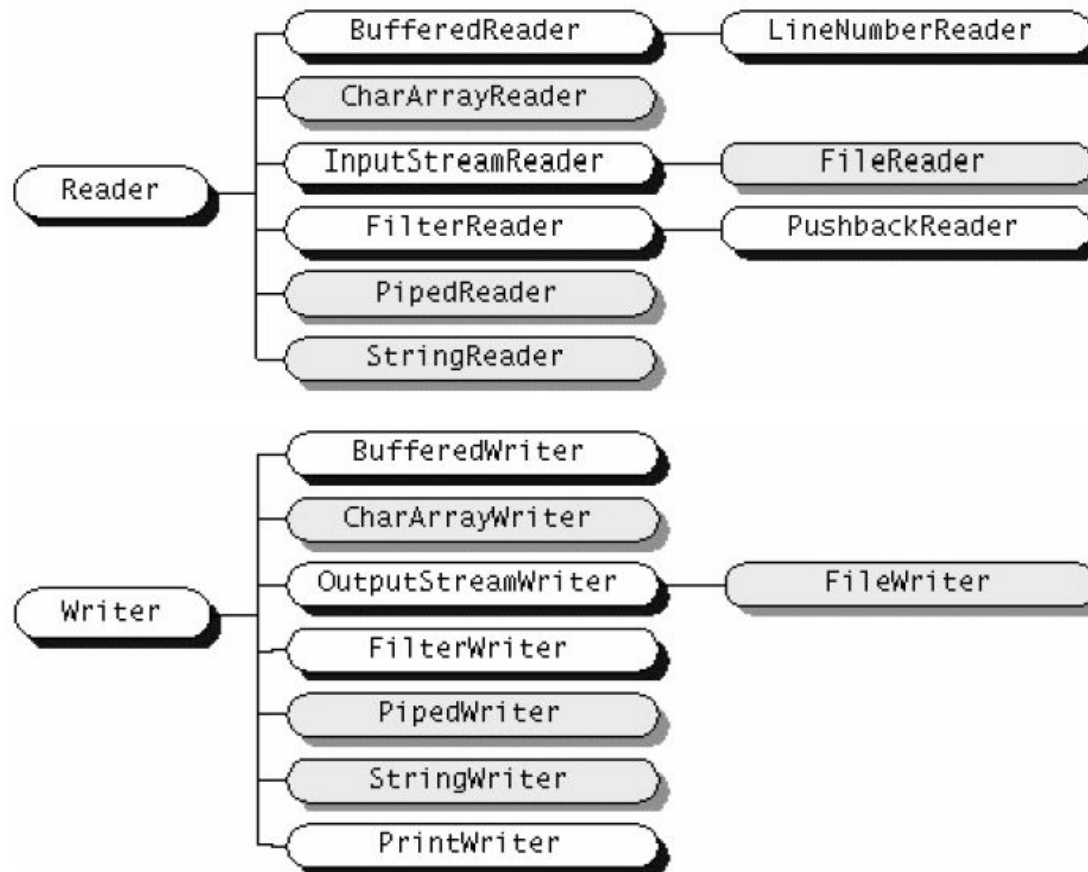 BufferedReader LineNumberReader
CharArrayReader
InputStreamReader FileReader
Reader
FilterReader PushbackReader
PipedReader
StringReader
BufferedWriter
CharArrayWriter
OutputStreamWriter FileWriter
Writer
FilterWriter
PipedWriter
StringWriter
PrintWriter